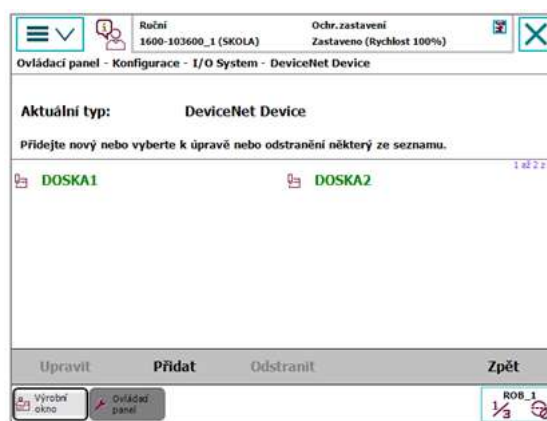 Ruční
Ochr.zastavení
1600-103600_1 (SKOLA)
Zastaveno (Rychlost 100%)
Ovládací panel - Konfigurace - I/O System - DeviceNet Device
Aktuální typ: DeviceNet Device
Přidejte nový nebo vyberte k úpravě nebo odstranění některý ze seznamu.
1 až 2 z
DOSKA1
DOSKA2
Upravit Přidat Odstranit Zpět
Výrobní
okno
Ovládací
panel
ROB_1
1/3